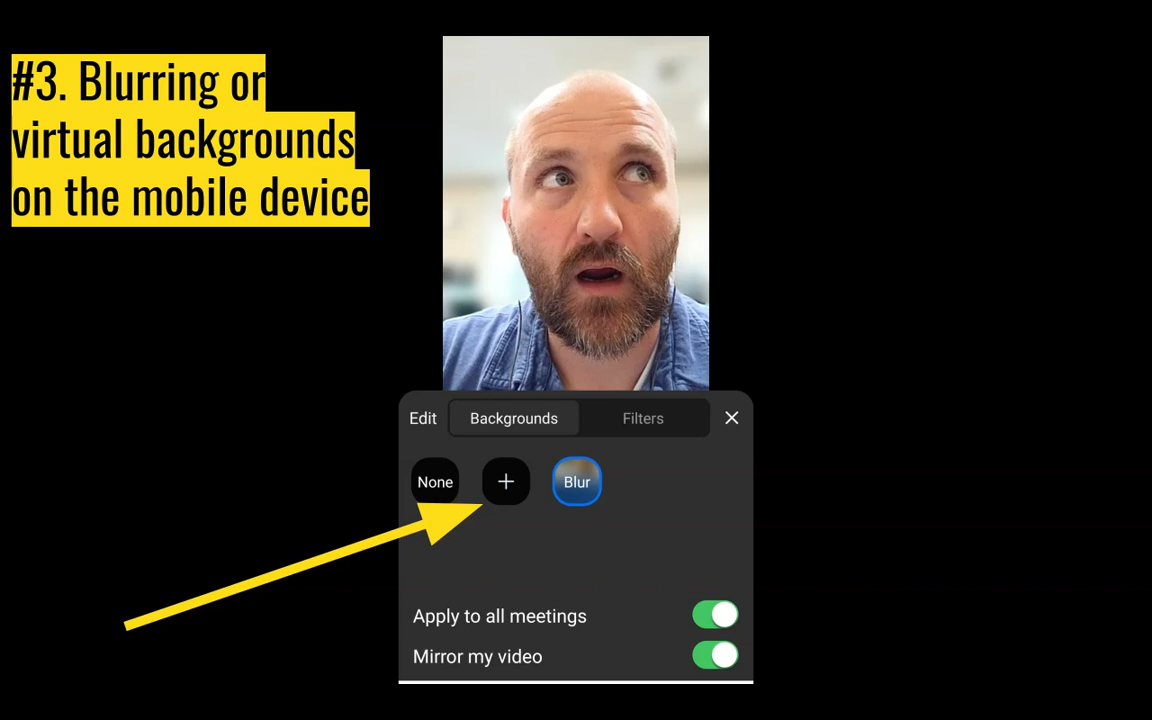 #3. Blurring or
virtual backgrounds
on the mobile device
Edit Backgrounds Filters
None + Blur
Apply to all meetings
Mirror my video